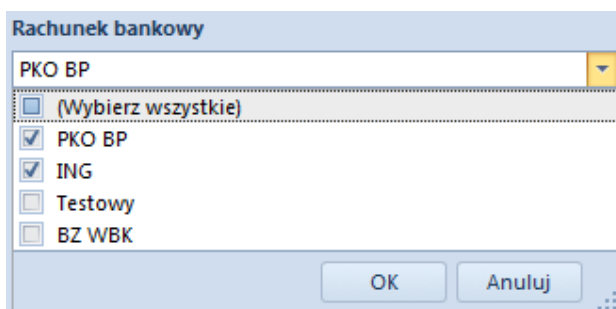 Rachunek bankowy
PKO BP
(Wybierz wszystkie)
PKO BP
ING
Testowy
BZ WBK
OK Anuluj